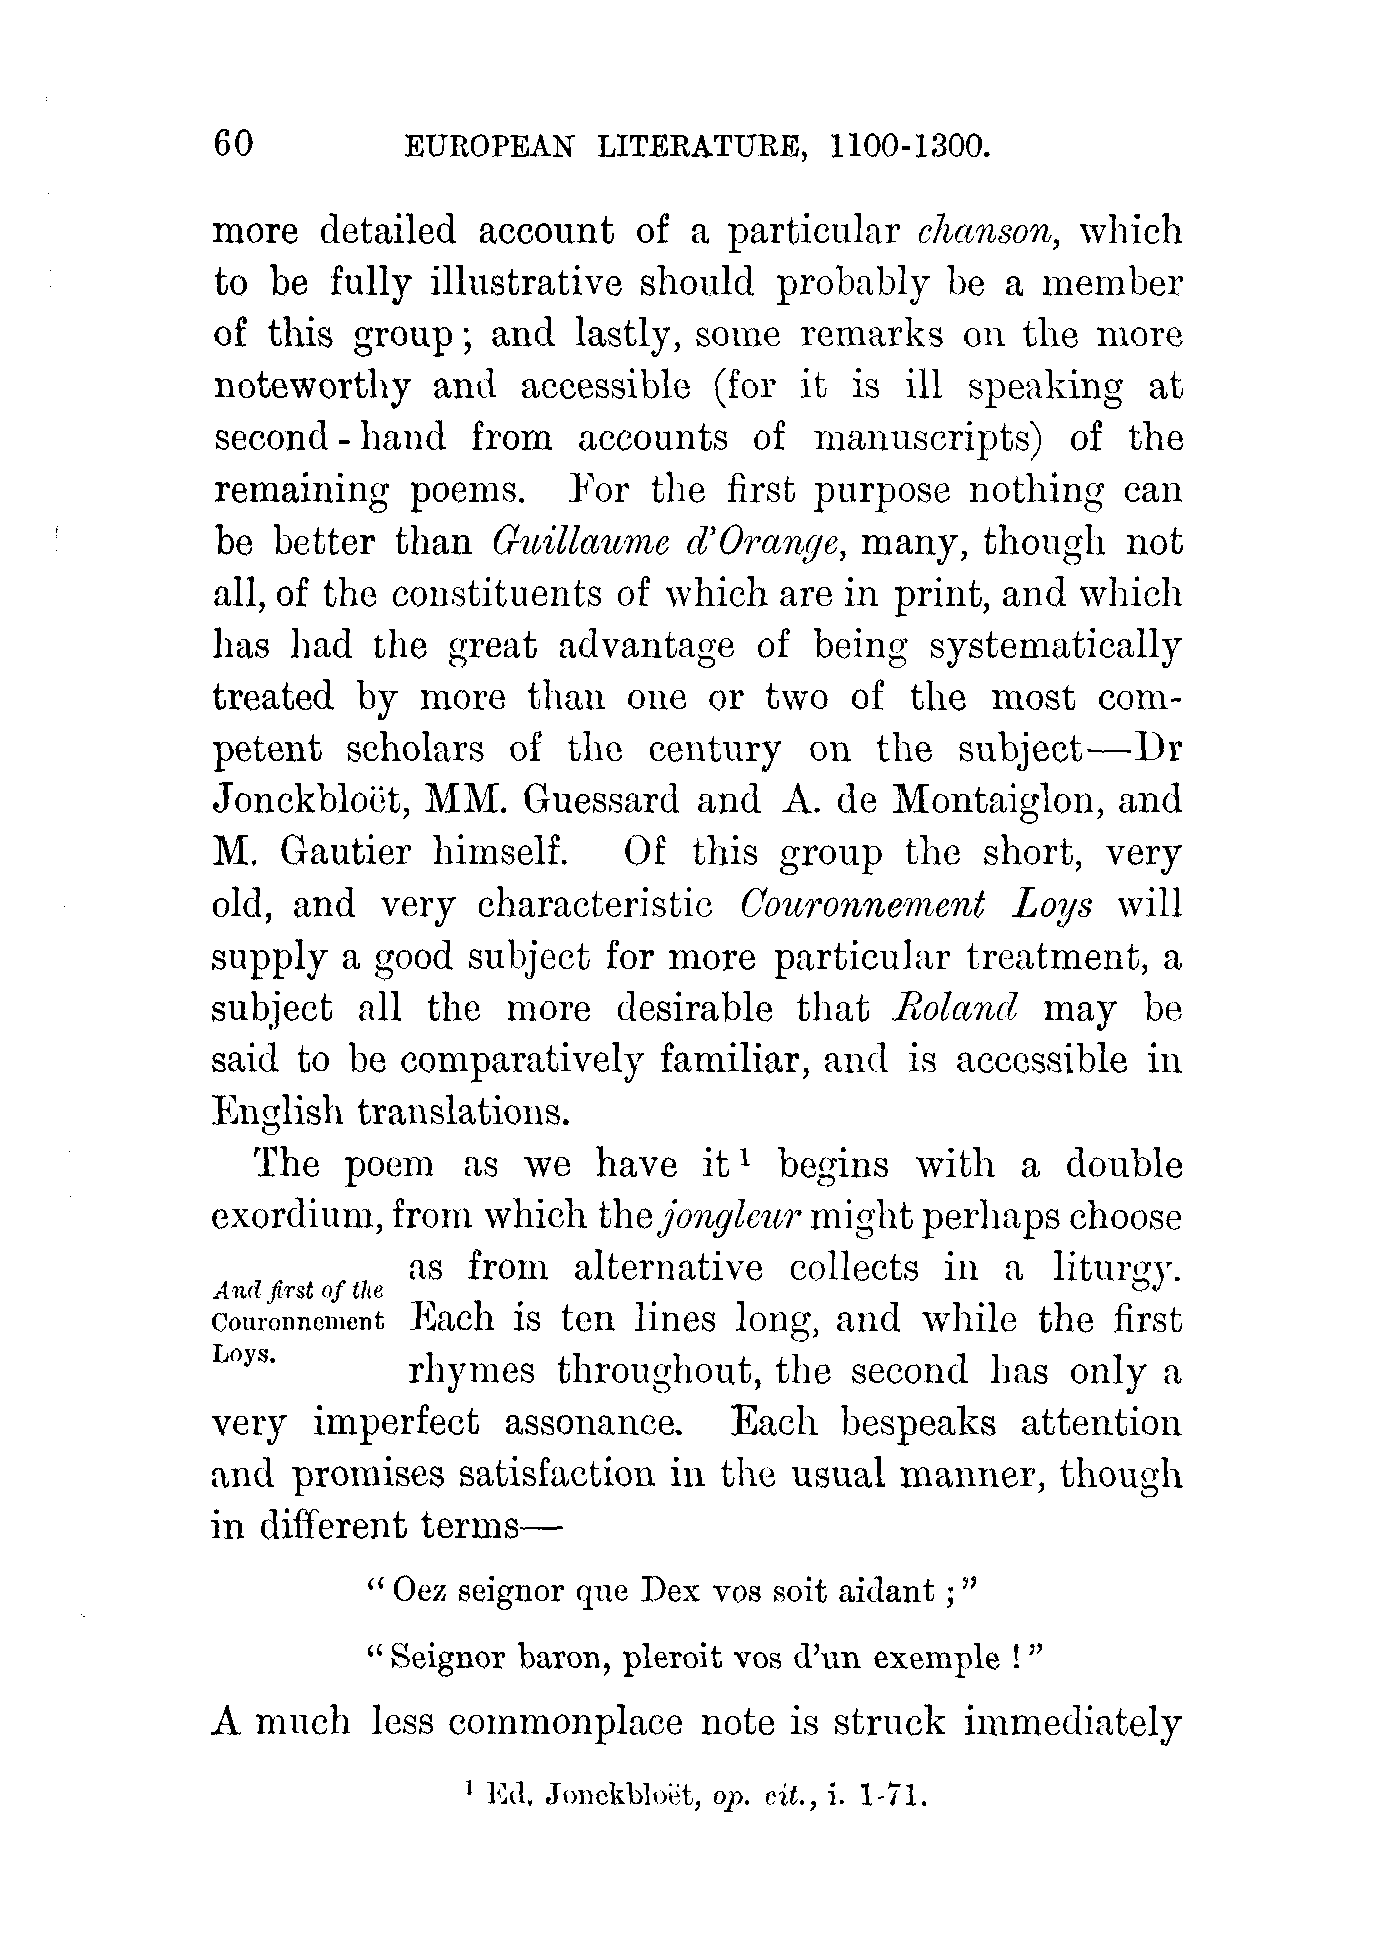 60 EUROPEAN LITERATURE, 1100-1300.
more detailed account of a particular chanson, which
to be fully illustrative should probably be a member
of this group; and lastly, some remarks on the more
noteworthy and accessible (for it is ill speaking at
second-hand from accounts of manuscripts) of the
remaining poems. For the first purpose nothing can
be better than Guillaume d'Orange, many, though not
all, of the constituents of which are in print, and which
has had the great advantage of being systematically
treated by more than one or two of the most com-
petent scholars of the century on the subject—Dr
Jonckbloët, MM. Guessard and A. de Montaiglon, and
M. Gautier himself. Of this group the short, very
old, and very characteristic Couronnement Loys will
supply a good subject for more particular treatment, a
subject all the more desirable that Roland may be
said to be comparatively familiar, and is accessible in
English translations.
The poem as we have it¹ begins with a double
exordium, from which the jongleur might perhaps choose
as from alternative collects in a liturgy.
And first of the
Couronnement
Loys.
Each is ten lines long, and while the first
rhymes throughout, the second has only a
very imperfect assonance. Each bespeaks attention
and promises satisfaction in the usual manner, though
in different terms—
"Oez seignor que Dex vos soit aidant;"
"Seignor baron, pleroit vos d'un exemple!"
A much less commonplace note is struck immediately
¹ Ed. Jonckbloët, op. cit., i. 1-71.